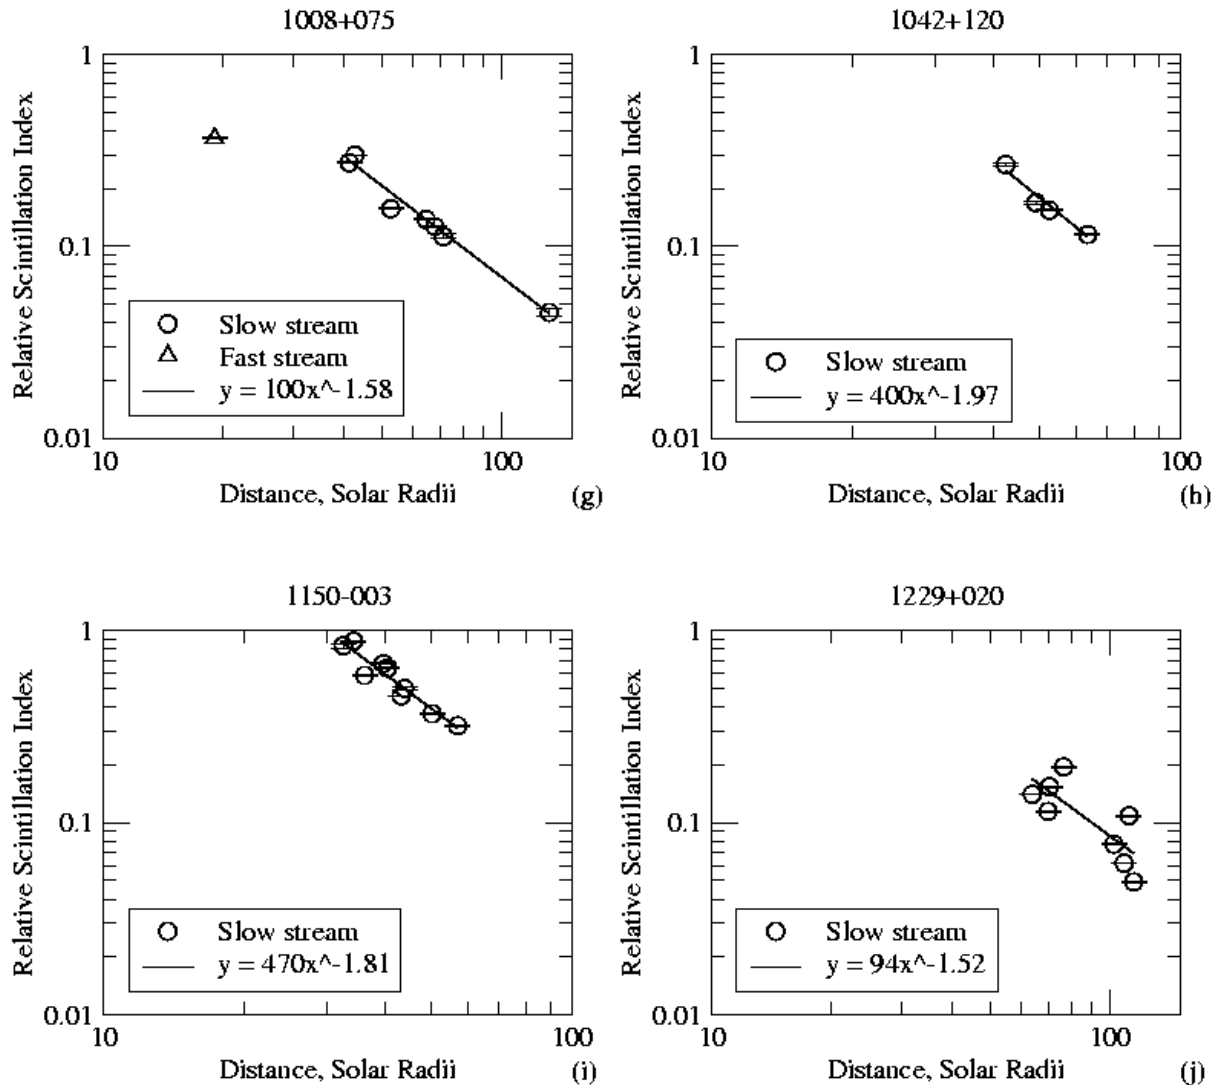 1008+075
1
0.1
0.01
Relative Scintillation Index
Slow stream
Fast stream
y = 100x^-1.58
10
100
Distance, Solar Radii
(g)
1042+120
1
0.1
0.01
Relative Scintillation Index
Slow stream
y = 400x^-1.97
10
100
Distance, Solar Radii
(h)
1150-003
1
0.1
0.01
Relative Scintillation Index
Slow stream
y = 470x^-1.81
10
100
Distance, Solar Radii
(i)
1229+020
1
0.1
0.01
Relative Scintillation Index
Slow stream
y = 94x^-1.52
10
100
Distance, Solar Radii
(j)